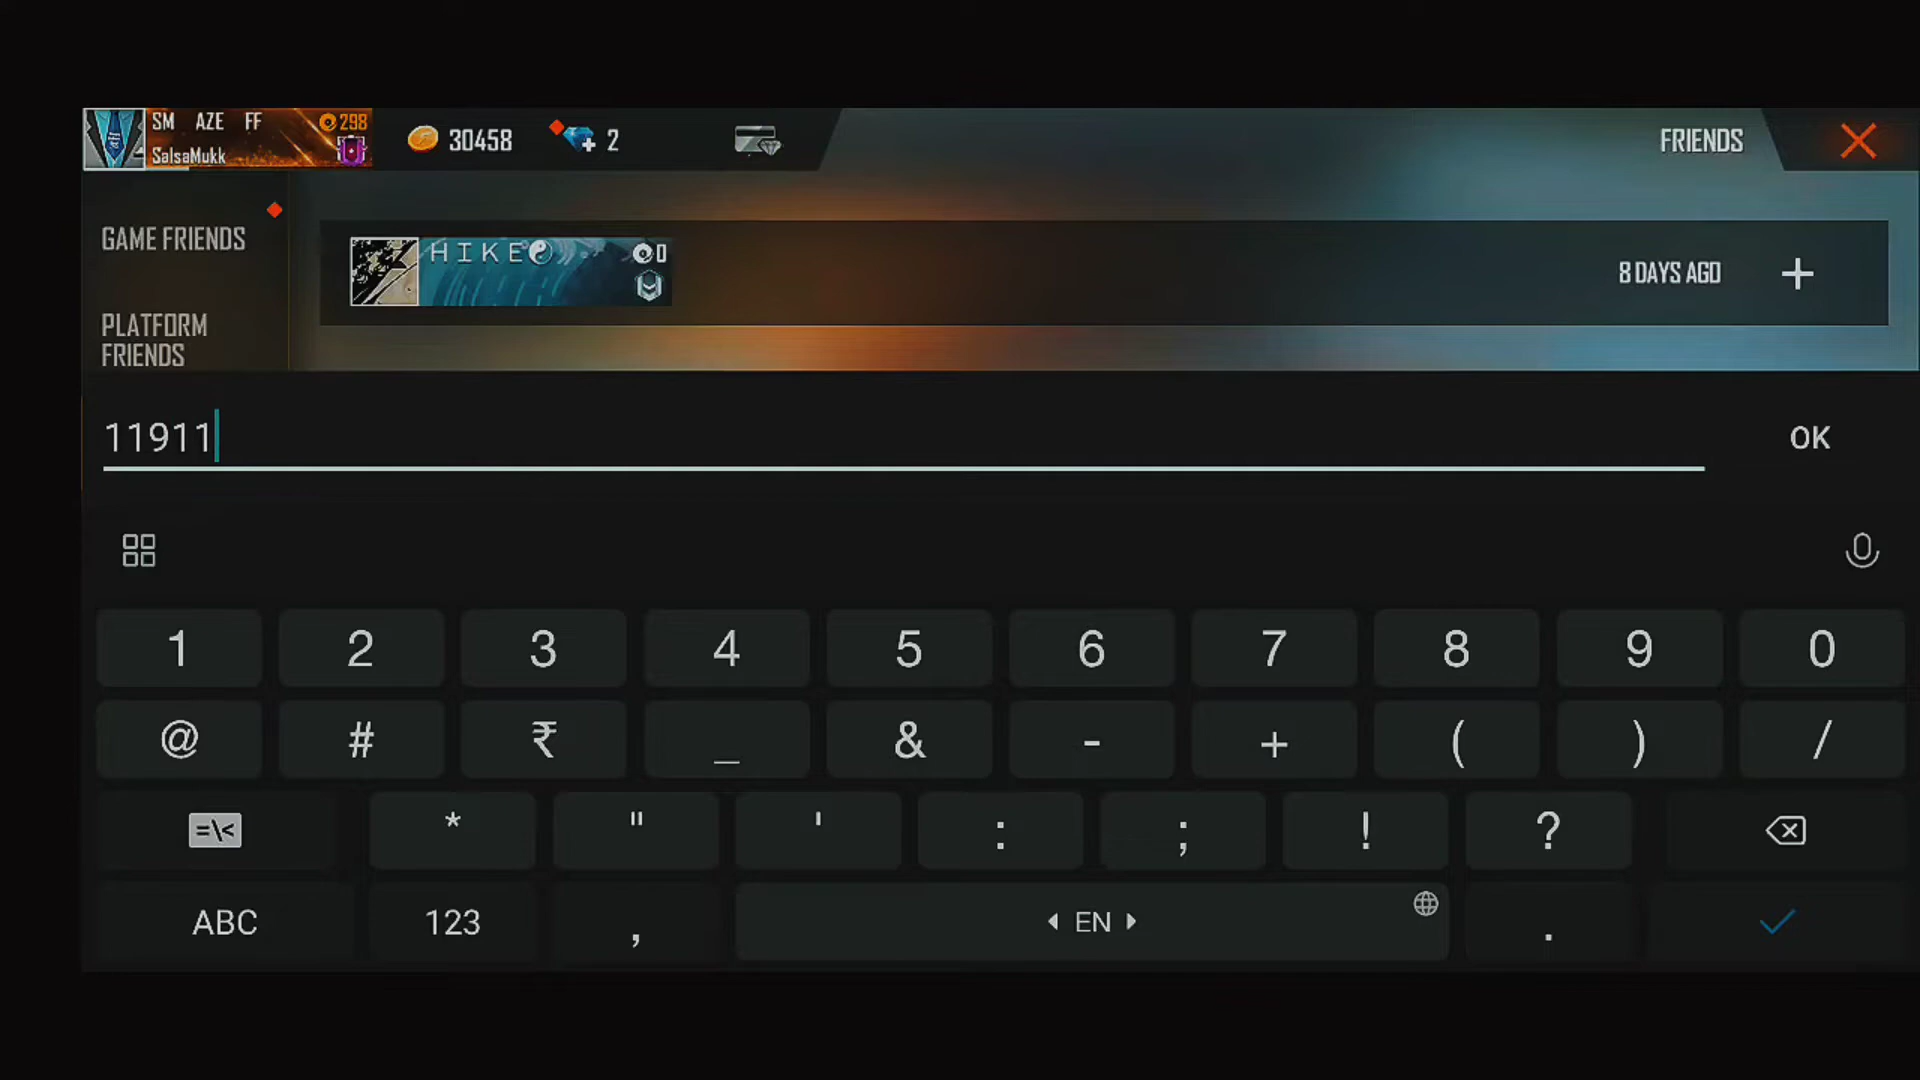 SM AZE FF 298
SalsaMukk
30458
2
FRIENDS
GAME FRIENDS
HIKE 0
8 DAYS AGO +
PLATFORM
FRIENDS
11911
OK
1 2 3 4 5 6 7 8 9 0
@ # ₹ _ & - + ( ) /
=\< * " ' : ; ! ?
ABC 123 , EN .